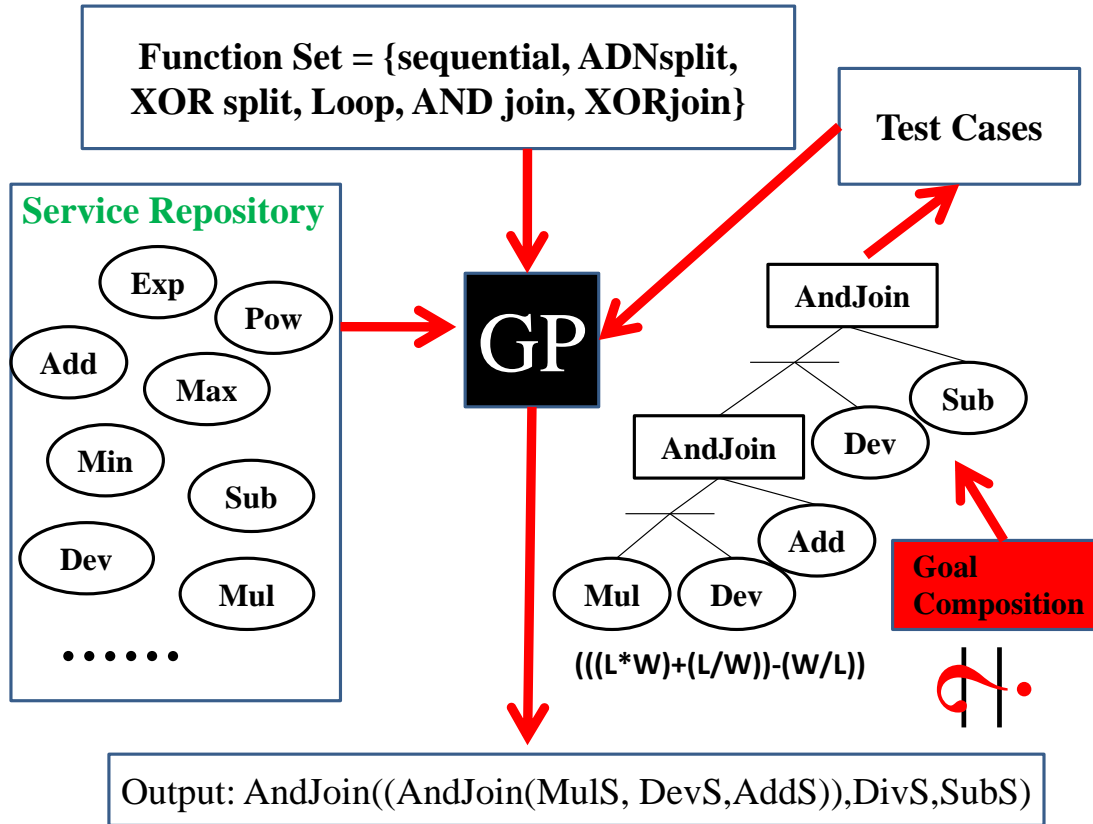 Function Set = {sequential, ADNsplit,
XOR split, Loop, AND join, XORjoin}
Test Cases
Service Repository
Exp
Pow
Add
Max
Min
Sub
Dev
Mul
......
GP
AndJoin
Sub
Dev
AndJoin
Add
Mul
Dev
(((L*W)+(L/W))-(W/L))
Goal
Composition
?
Output: AndJoin((AndJoin(MulS, DevS,AddS)),DivS,SubS)